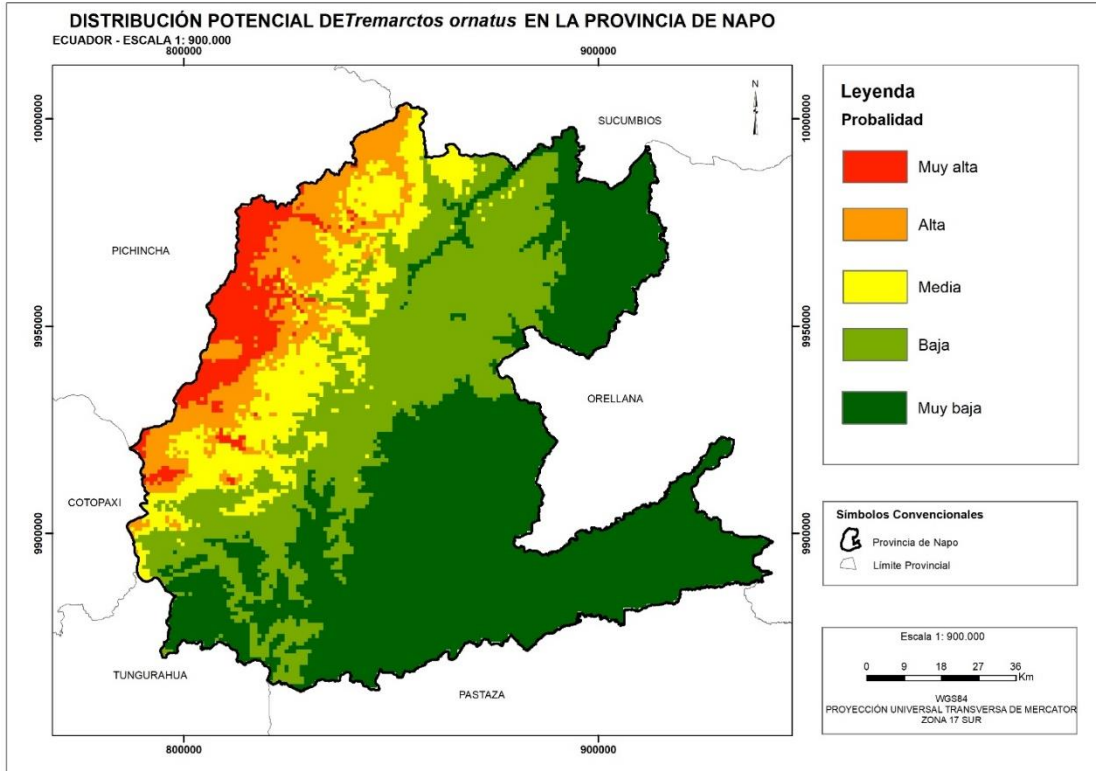 DISTRIBUCIÓN POTENCIAL DE Tremarctos ornatus EN LA PROVINCIA DE NAPO
ECUADOR - ESCALA 1: 900.000
800000
900000
10000000
10000000
N
SUCUMBIOS
PICHINCHA
9950000
9950000
ORELLANA
COTOPAXI
9900000
9900000
TUNGURAHUA
PASTAZA
800000
900000
Leyenda
Probalidad
Muy alta
Alta
Media
Baja
Muy baja
Símbolos Convencionales
Provincia de Napo
Límite Provincial
Escala 1: 900.000
0 9 18 27 36
Km
WGS84
PROYECCIÓN UNIVERSAL TRANSVERSA DE MERCATOR
ZONA 17 SUR